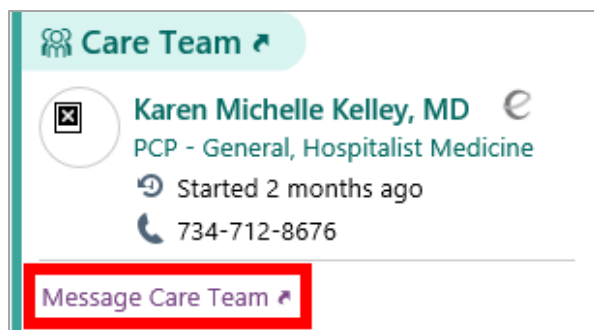 Care Team
Karen Michelle Kelley, MD
PCP - General, Hospitalist Medicine
Started 2 months ago
734-712-8676
Message Care Team